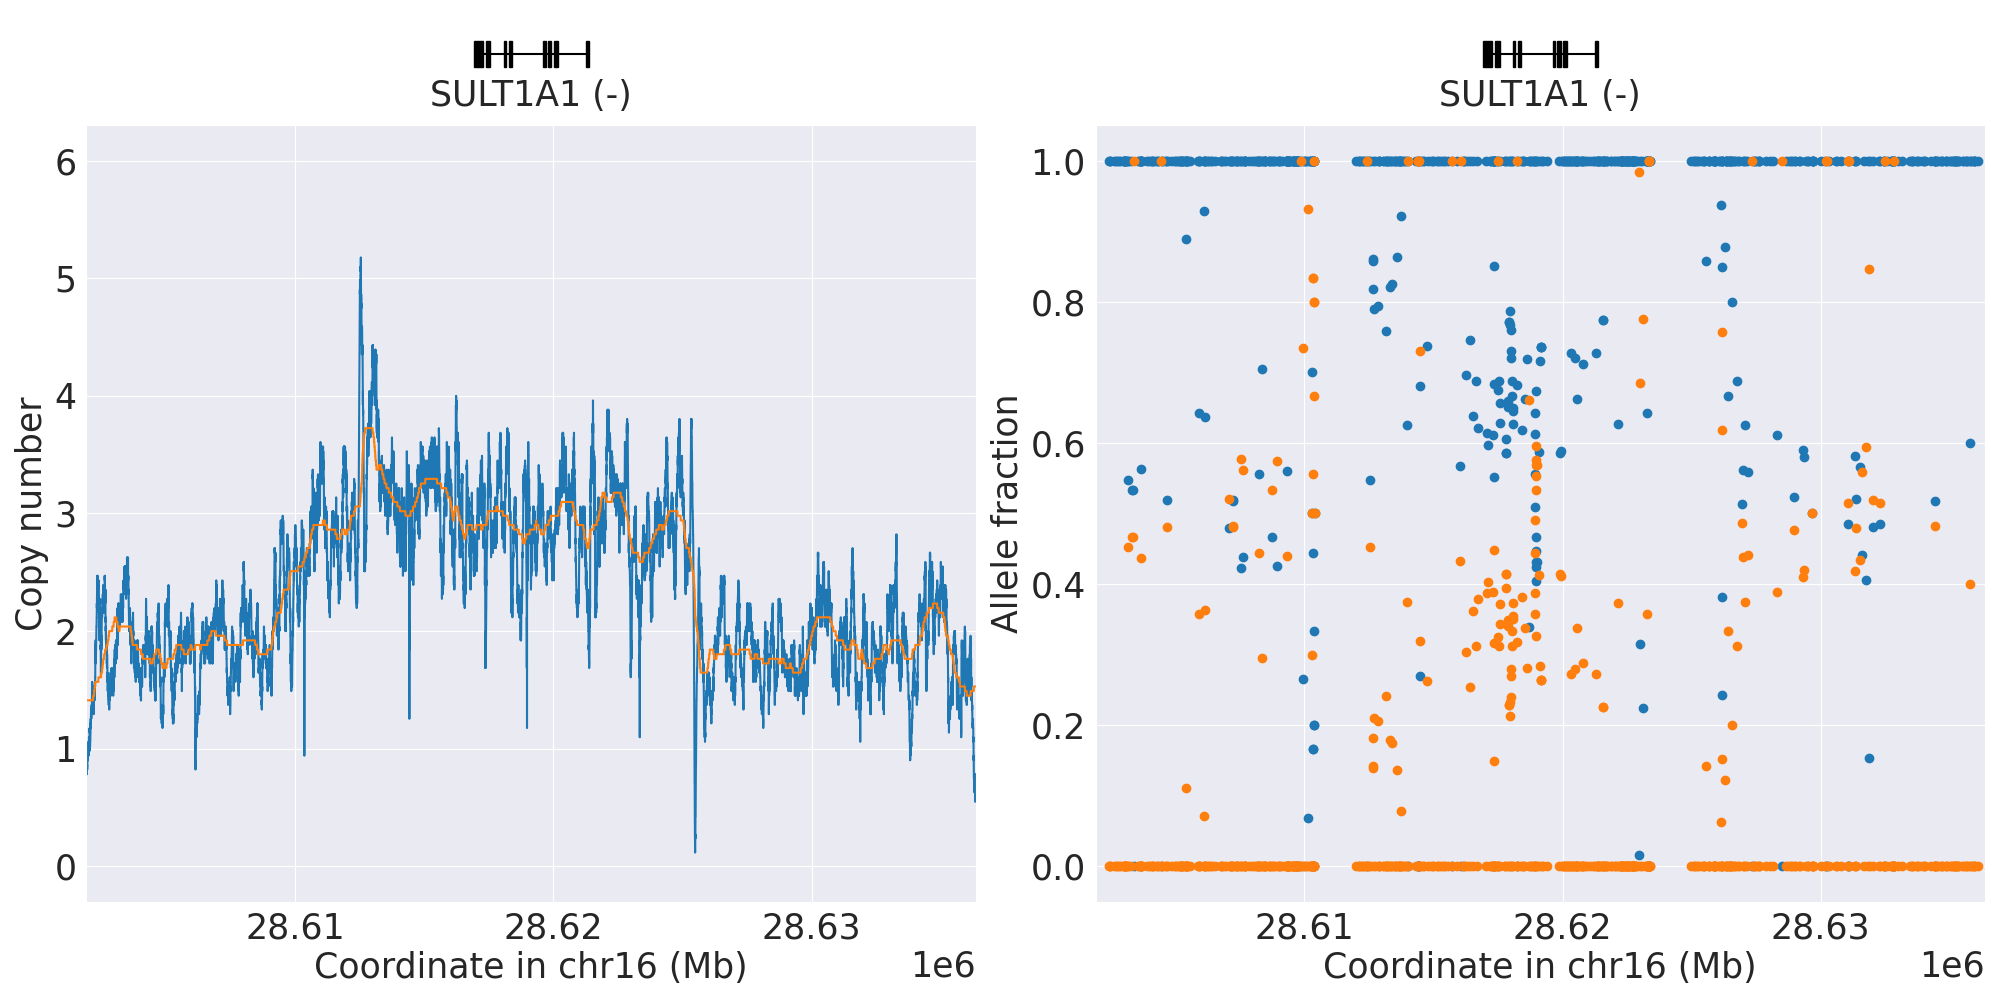 SULT1A1 (-)
6
5
4
3
2
1
0
Copy number
28.61
28.62
28.63
Coordinate in chr16 (Mb)
1e6
SULT1A1 (-)
1.0
0.8
0.6
0.4
0.2
0.0
Allele fraction
28.61
28.62
28.63
Coordinate in chr16 (Mb)
1e6